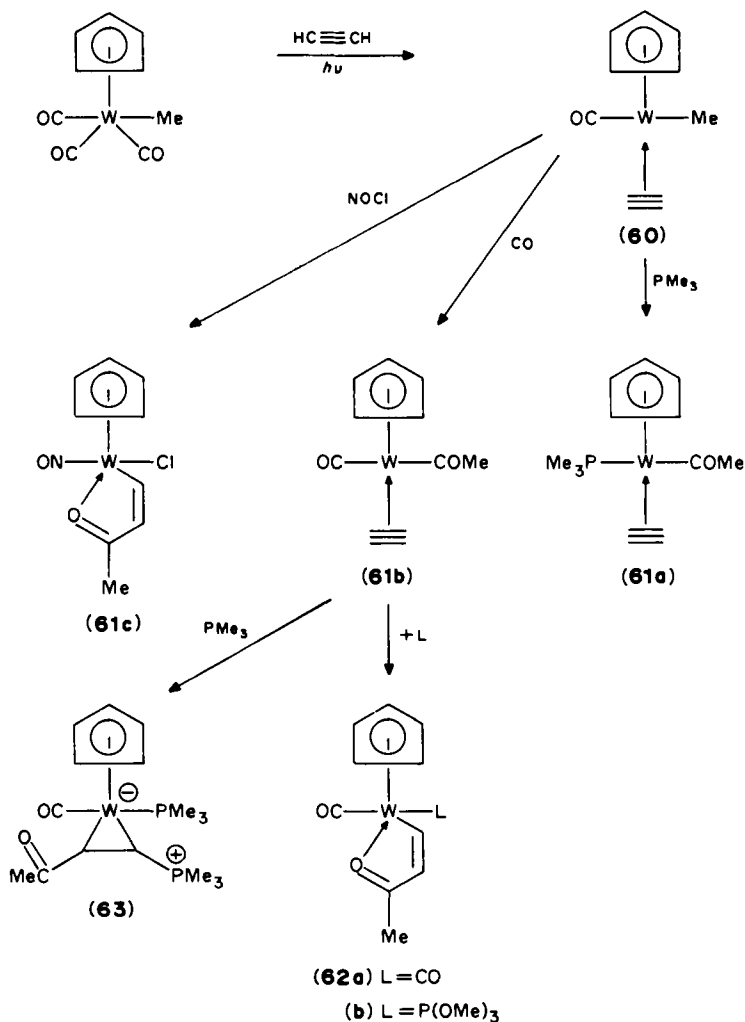 HC≡CH
hν
OC—W—Me
OC CO
OC—W—Me
(60)
NOCl
CO
PMe₃
ON—W—Cl
O
Me
(61c)
OC—W—COMe
(61b)
Me₃P—W—COMe
(61a)
PMe₃
+L
OC—W⊖—PMe₃
O
MeC
⊕
PMe₃
(63)
OC—W—L
O
Me
(62a) L=CO
(b) L=P(OMe)₃